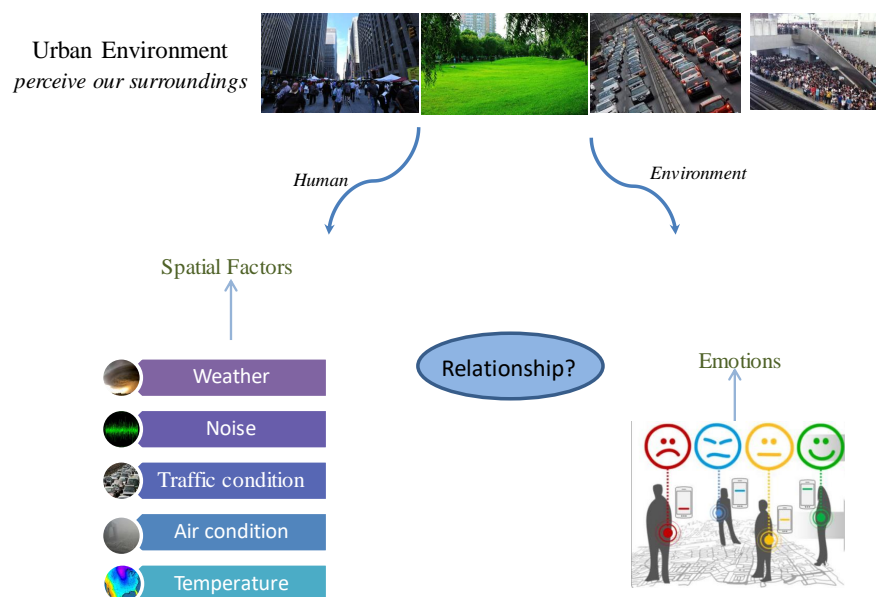 Urban Environment
perceive our surroundings
Human
Environment
Spatial Factors
Relationship?
Emotions
Weather
Noise
Traffic condition
Air condition
Temperature